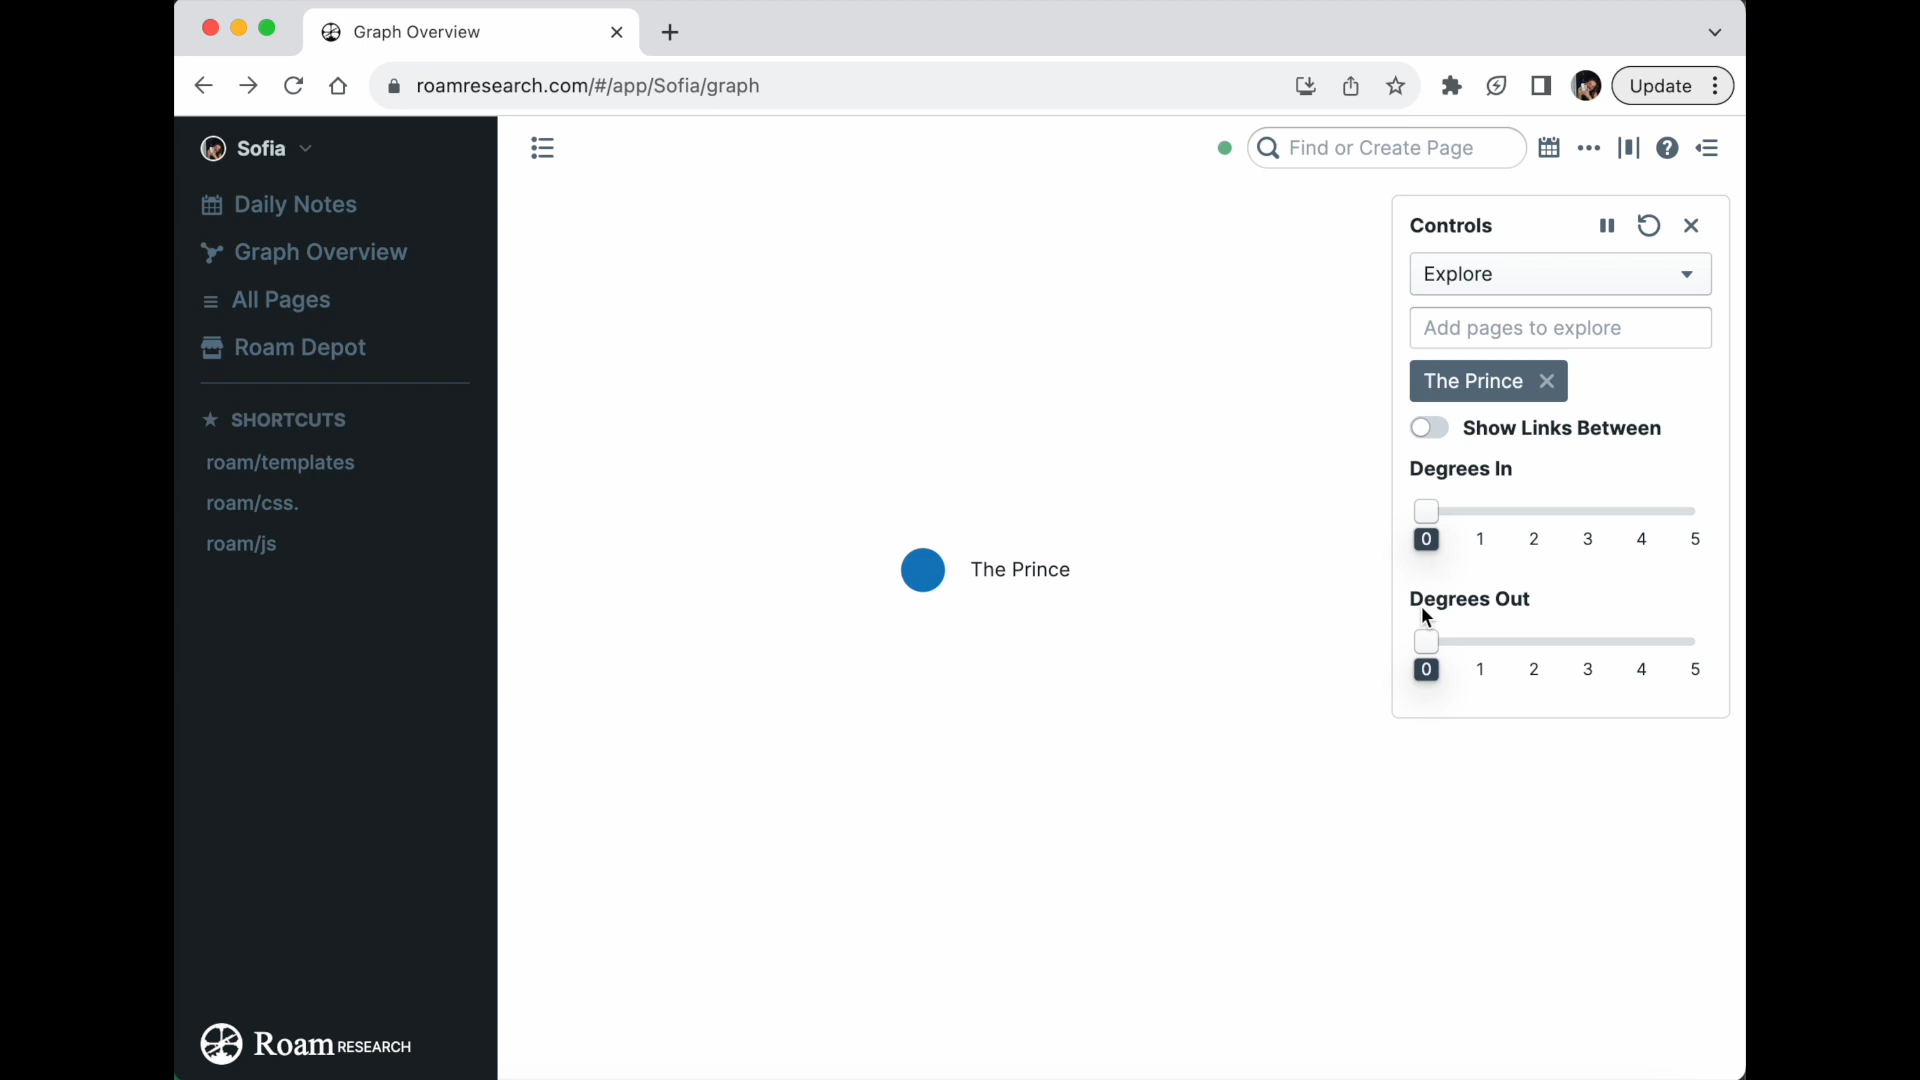 Graph Overview
roamresearch.com/#/app/Sofia/graph
Update
Sofia
Find or Create Page
Daily Notes
Graph Overview
All Pages
Roam Depot
SHORTCUTS
roam/templates
roam/css.
roam/js
The Prince
Controls
Explore
Add pages to explore
The Prince
Show Links Between
Degrees In
0 1 2 3 4 5
Degrees Out
0 1 2 3 4 5
Roam RESEARCH